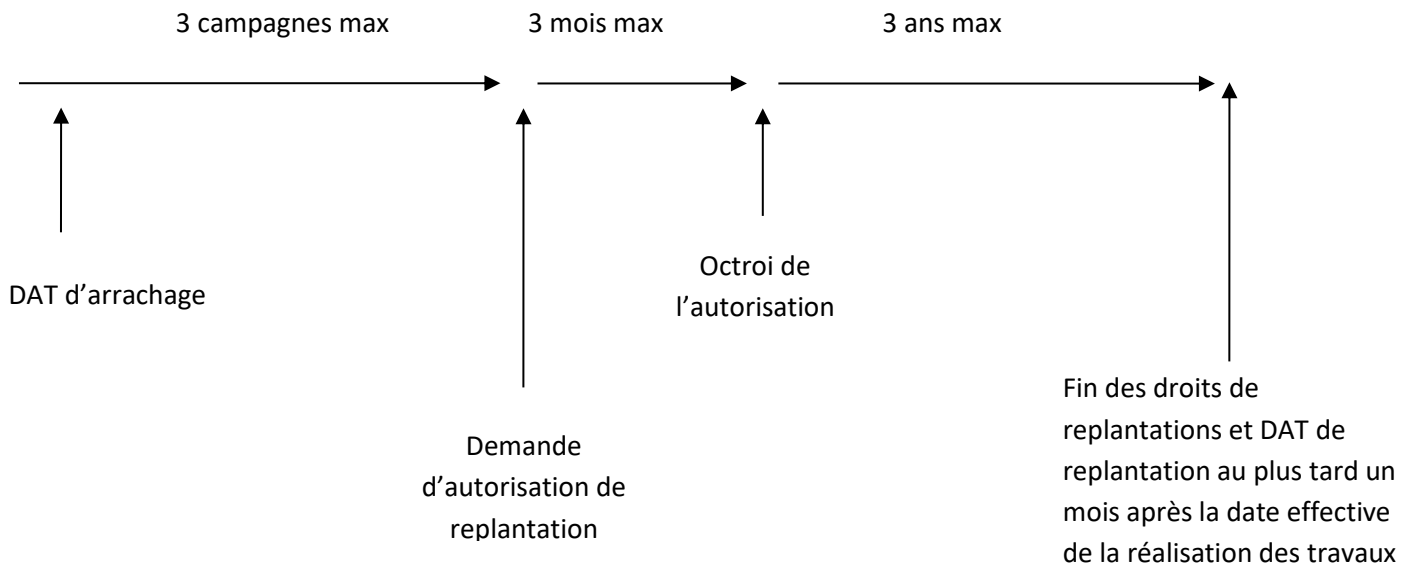 3 campagnes max
3 mois max
3 ans max
DAT d’arrachage
Octroi de
l’autorisation
Demande
d’autorisation de
replantation
Fin des droits de
replantations et DAT de
replantation au plus tard un
mois après la date effective
de la réalisation des travaux